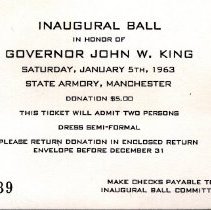 INAUGURAL BALL
IN HONOR OF
GOVERNOR JOHN W. KING
SATURDAY, JANUARY 5TH, 1963
STATE ARMORY, MANCHESTER
DONATION $5.00
THIS TICKET WILL ADMIT TWO PERSONS
DRESS SEMI-FORMAL
PLEASE RETURN DONATION IN ENCLOSED RETURN
ENVELOPE BEFORE DECEMBER 31
39
MAKE CHECKS PAYABLE TO
INAUGURAL BALL COMMITT